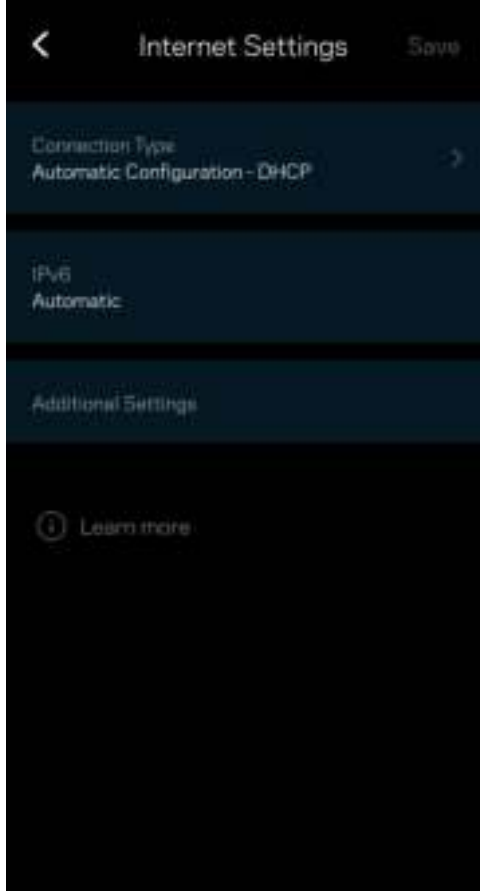 Internet Settings Save
Connection Type
Automatic Configuration - DHCP
IPv6
Automatic
Additional Settings
Learn more